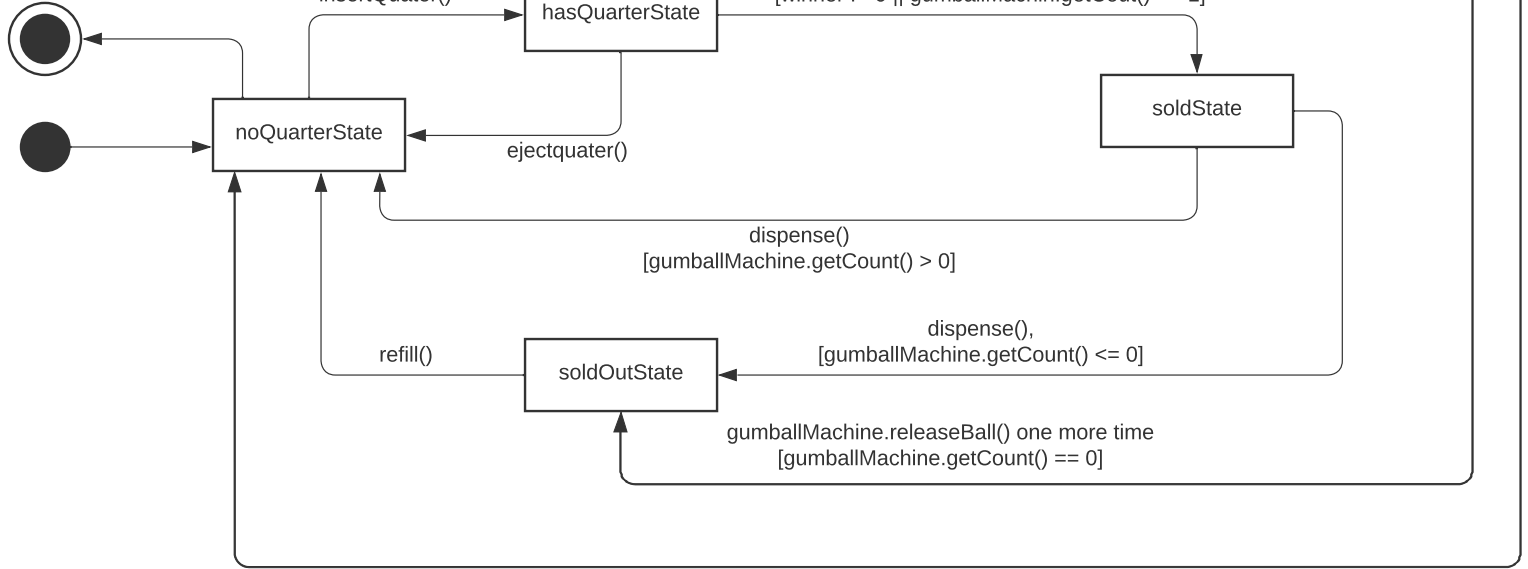 hasQuarterState
soldState
noQuarterState
ejectquater()
dispense()
[gumballMachine.getCount() > 0]
dispense(),
[gumballMachine.getCount() <= 0]
refill()
soldOutState
gumballMachine.releaseBall() one more time
[gumballMachine.getCount() == 0]